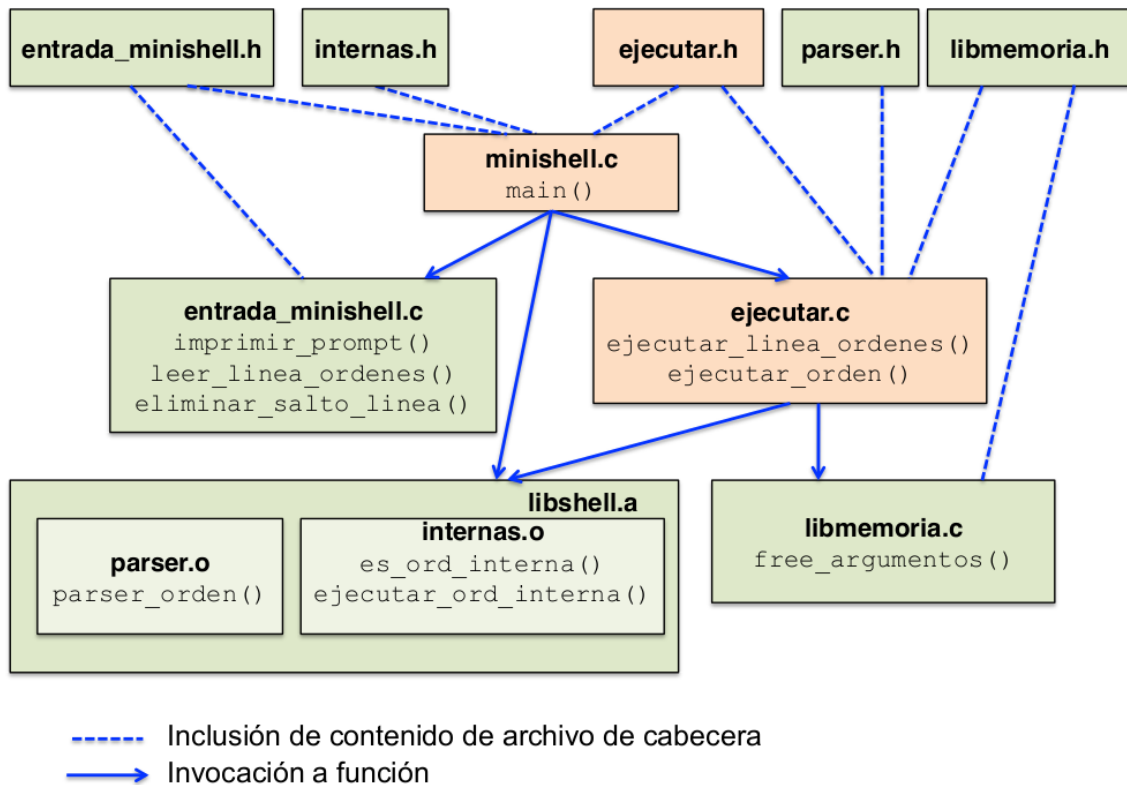 entrada_minishell.h
internas.h
ejecutar.h
parser.h
libmemoria.h
minishell.c
main()
entrada_minishell.c
imprimir_prompt()
leer_linea_ordenes()
eliminar_salto_linea()
ejecutar.c
ejecutar_linea_ordenes()
ejecutar_orden()
libshell.a
parser.o
parser_orden()
internas.o
es_ord_interna()
ejecutar_ord_interna()
libmemoria.c
free_argumentos()
Inclusión de contenido de archivo de cabecera
Invocación a función